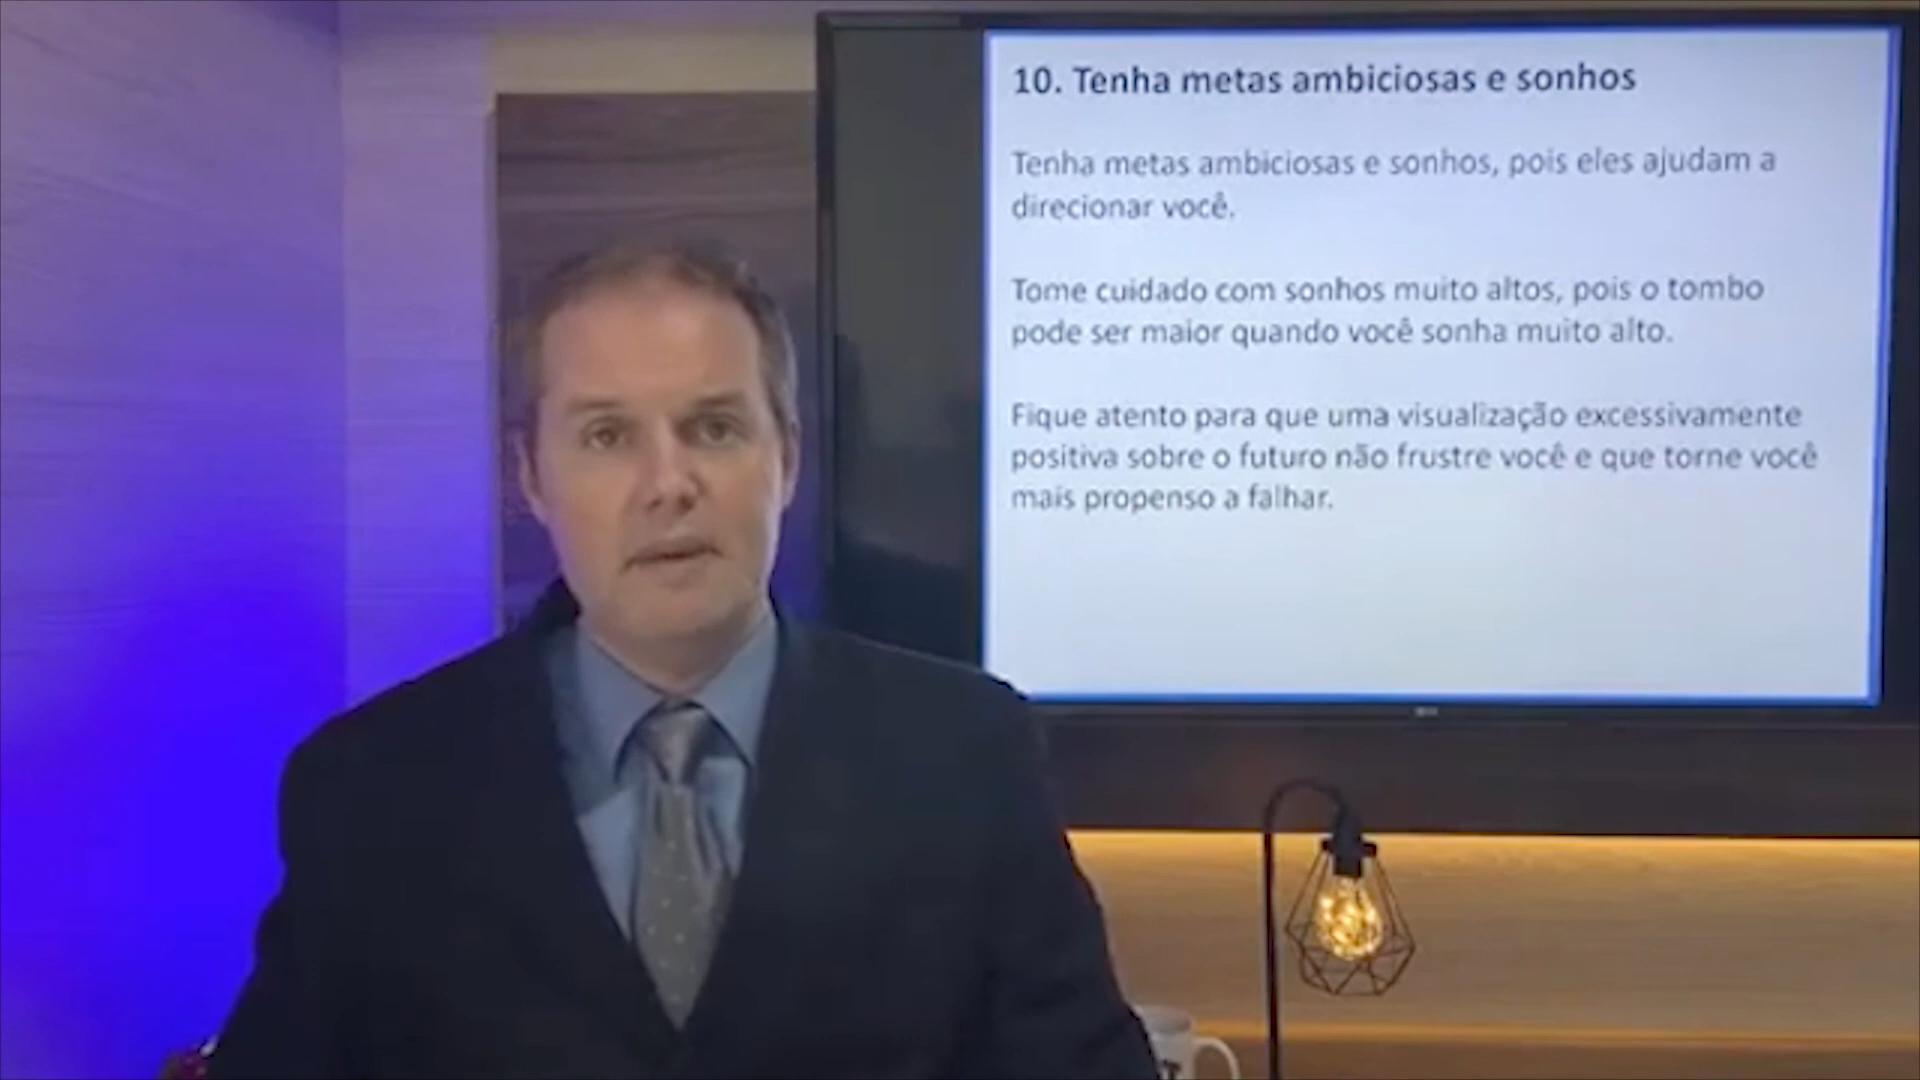 10. Tenha metas ambiciosas e sonhos
Tenha metas ambiciosas e sonhos, pois eles ajudam a
direcionar você.
Tome cuidado com sonhos muito altos, pois o tombo
pode ser maior quando você sonha muito alto.
Fique atento para que uma visualização excessivamente
positiva sobre o futuro não frustre você e que torne você
mais propenso a falhar.